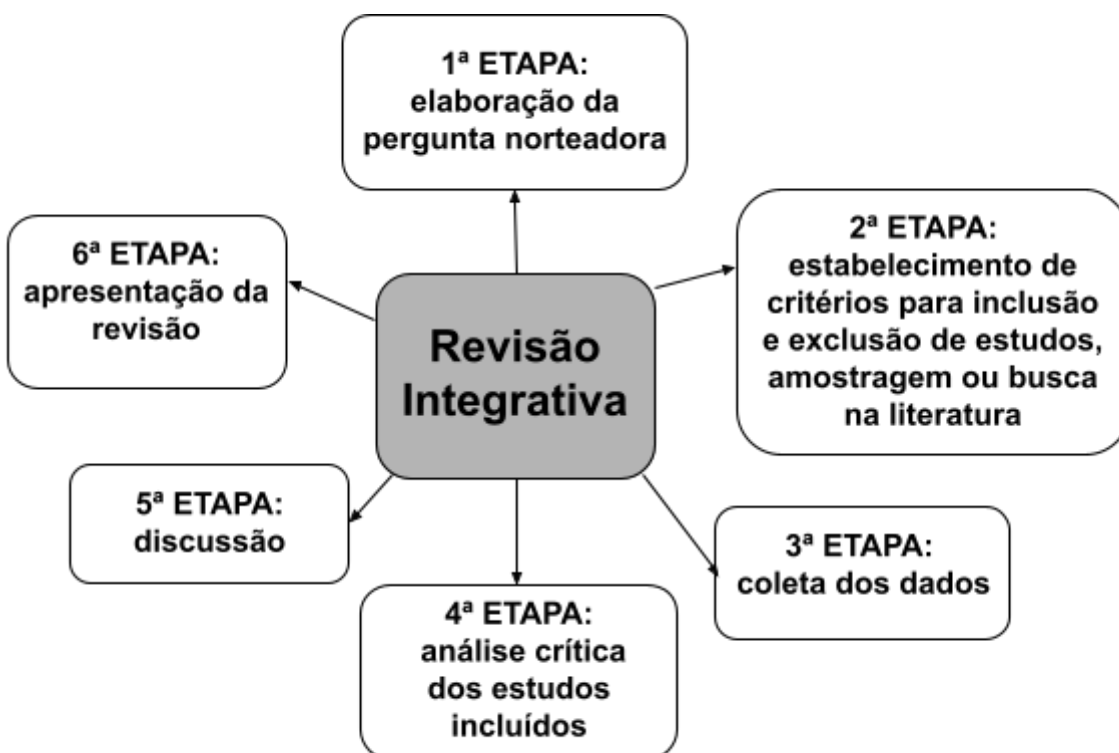 1ª ETAPA:
elaboração da
pergunta norteadora
2ª ETAPA:
estabelecimento de
critérios para inclusão
e exclusão de estudos,
amostragem ou busca
na literatura
3ª ETAPA:
coleta dos dados
4ª ETAPA:
análise crítica
dos estudos
incluídos
5ª ETAPA:
discussão
6ª ETAPA:
apresentação da
revisão
Revisão
Integrativa